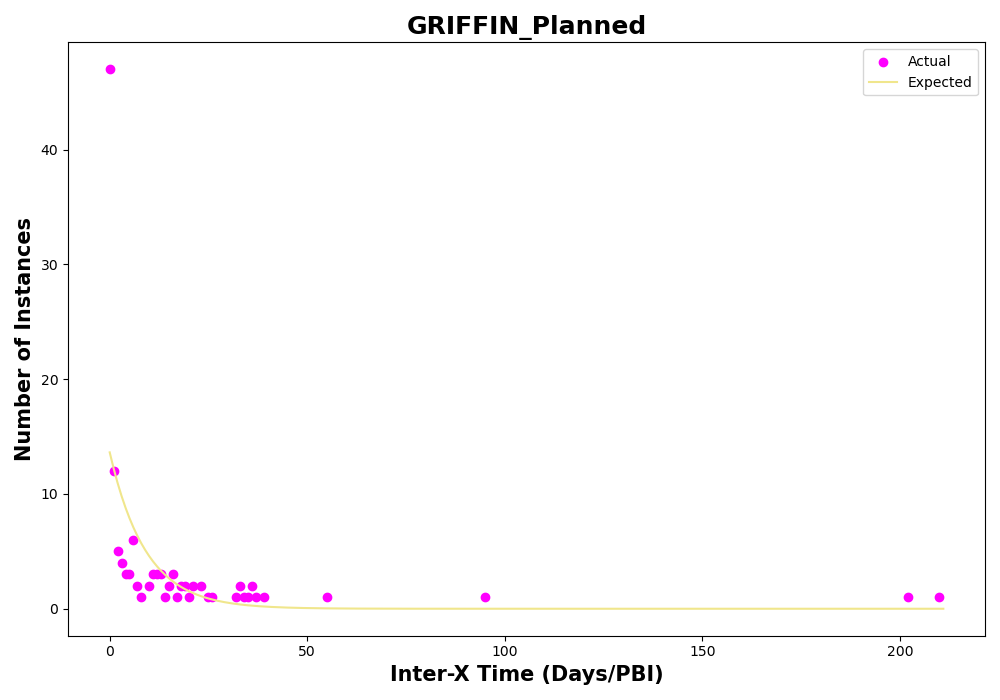 GRIFFIN_Planned
Actual
Expected
Number of Instances
40
30
20
10
0
0
50
100
150
200
Inter-X Time (Days/PBI)